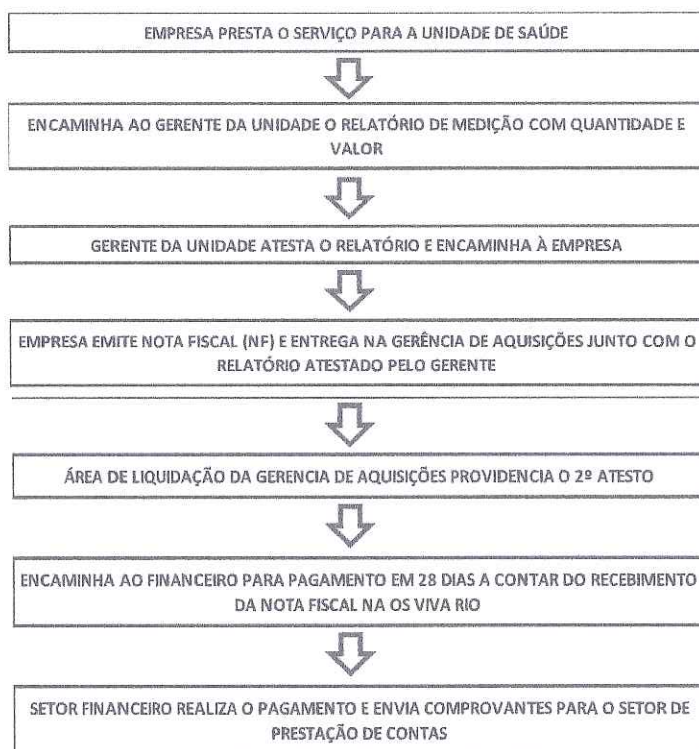 EMPRESA PRESTA O SERVIÇO PARA A UNIDADE DE SAÚDE
ENCAMINHA AO GERENTE DA UNIDADE O RELATÓRIO DE MEDIÇÃO COM QUANTIDADE E
VALOR
GERENTE DA UNIDADE ATESTA O RELATÓRIO E ENCAMINHA À EMPRESA
EMPRESA EMITE NOTA FISCAL (NF) E ENTREGA NA GERÊNCIA DE AQUISIÇÕES JUNTO COM O
RELATÓRIO ATESTADO PELO GERENTE
ÁREA DE LIQUIDAÇÃO DA GERENCIA DE AQUISIÇÕES PROVIDENCIA O 2º ATESTO
ENCAMINHA AO FINANCEIRO PARA PAGAMENTO EM 28 DIAS A CONTAR DO RECEBIMENTO
DA NOTA FISCAL NA OS VIVA RIO
SETOR FINANCEIRO REALIZA O PAGAMENTO E ENVIA COMPROVANTES PARA O SETOR DE
PRESTAÇÃO DE CONTAS